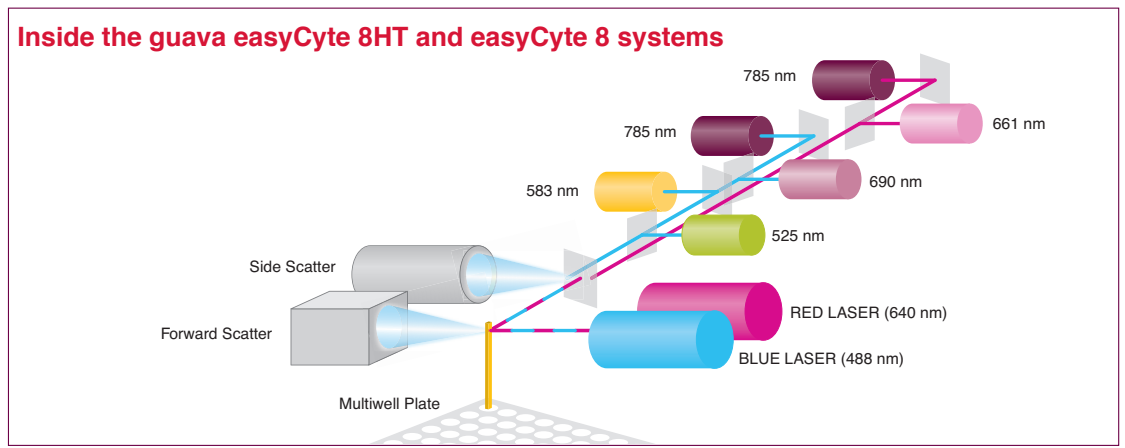 Inside the guava easyCyte 8HT and easyCyte 8 systems
785 nm
661 nm
785 nm
690 nm
583 nm
525 nm
Side Scatter
RED LASER (640 nm)
Forward Scatter
BLUE LASER (488 nm)
Multiwell Plate